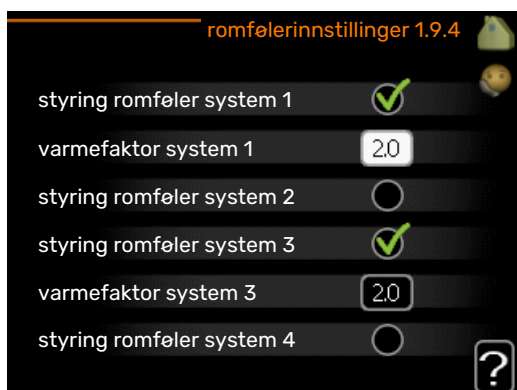 romfølerinnstillinger 1.9.4
styring romføler system 1
varmefaktor system 1 2.0
styring romføler system 2
styring romføler system 3
varmefaktor system 3 2.0
styring romføler system 4
?